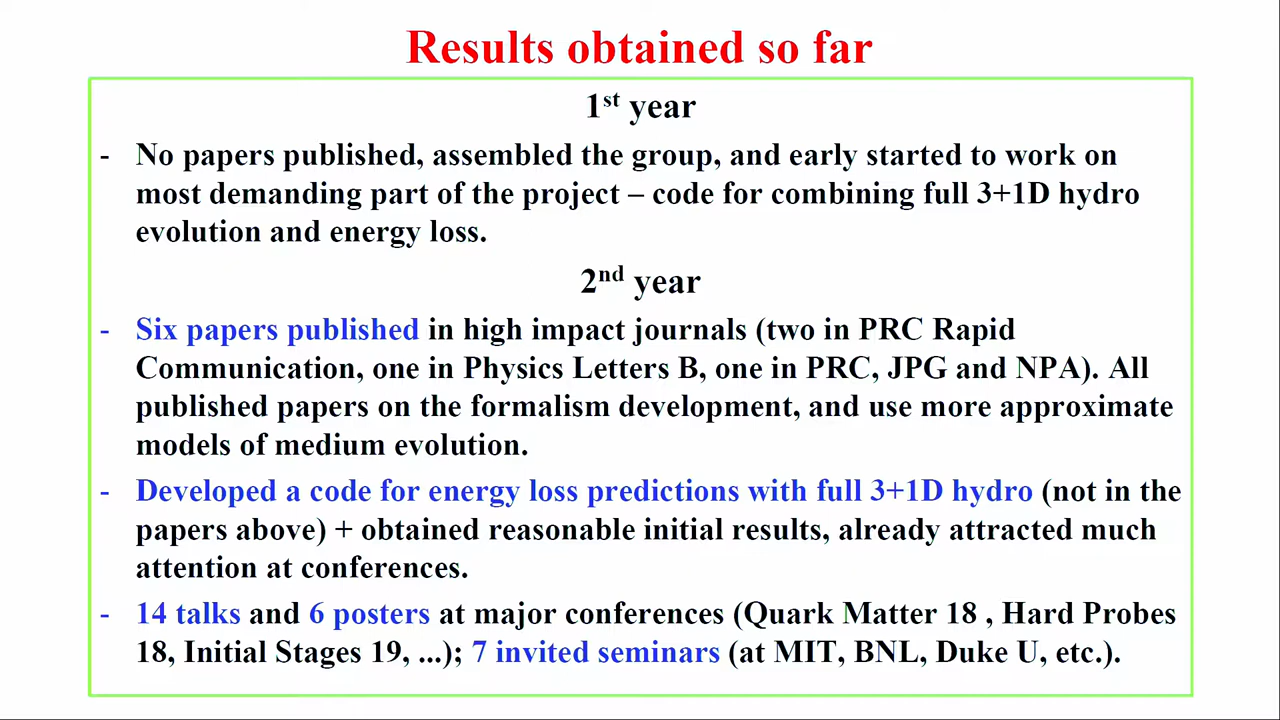 Results obtained so far
1st year
- No papers published, assembled the group, and early started to work on
most demanding part of the project – code for combining full 3+1D hydro
evolution and energy loss.
2nd year
- Six papers published in high impact journals (two in PRC Rapid
Communication, one in Physics Letters B, one in PRC, JPG and NPA). All
published papers on the formalism development, and use more approximate
models of medium evolution.
- Developed a code for energy loss predictions with full 3+1D hydro (not in the
papers above) + obtained reasonable initial results, already attracted much
attention at conferences.
- 14 talks and 6 posters at major conferences (Quark Matter 18 , Hard Probes
18, Initial Stages 19, ...); 7 invited seminars (at MIT, BNL, Duke U, etc.).